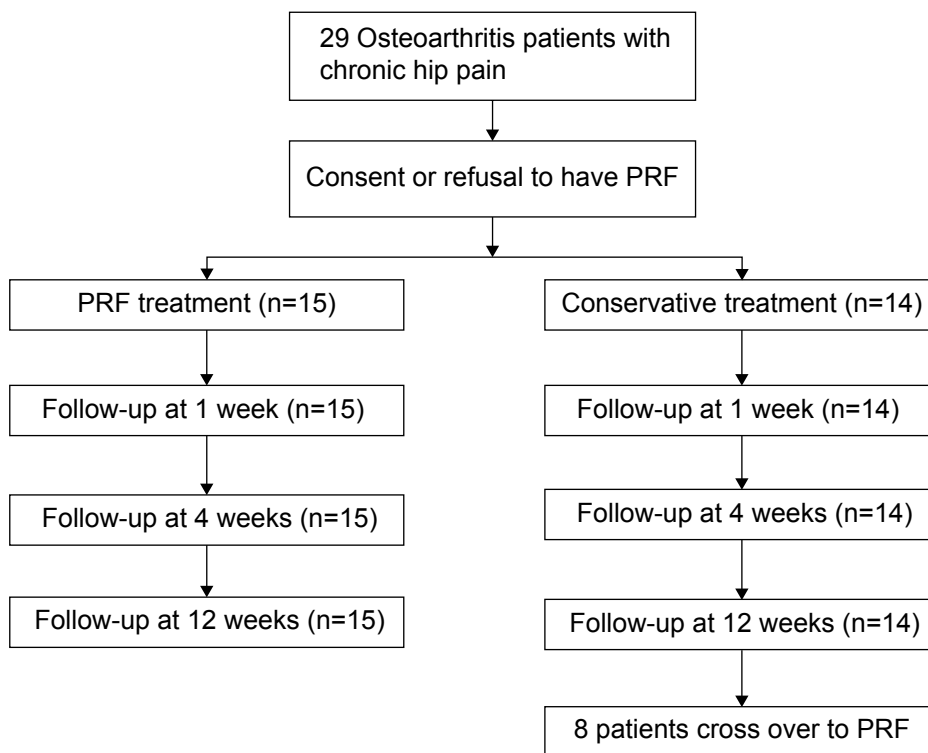 29 Osteoarthritis patients with
chronic hip pain
Consent or refusal to have PRF
PRF treatment (n=15)
Conservative treatment (n=14)
Follow-up at 1 week (n=15)
Follow-up at 1 week (n=14)
Follow-up at 4 weeks (n=15)
Follow-up at 4 weeks (n=14)
Follow-up at 12 weeks (n=15)
Follow-up at 12 weeks (n=14)
8 patients cross over to PRF